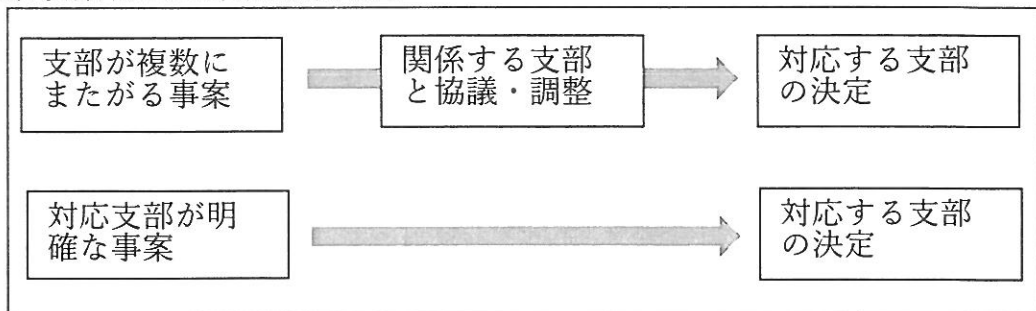 支部が複数に
またがる事案
関係する支部
と協議・調整
対応する支部
の決定
対応支部が明
確な事案
対応する支部
の決定